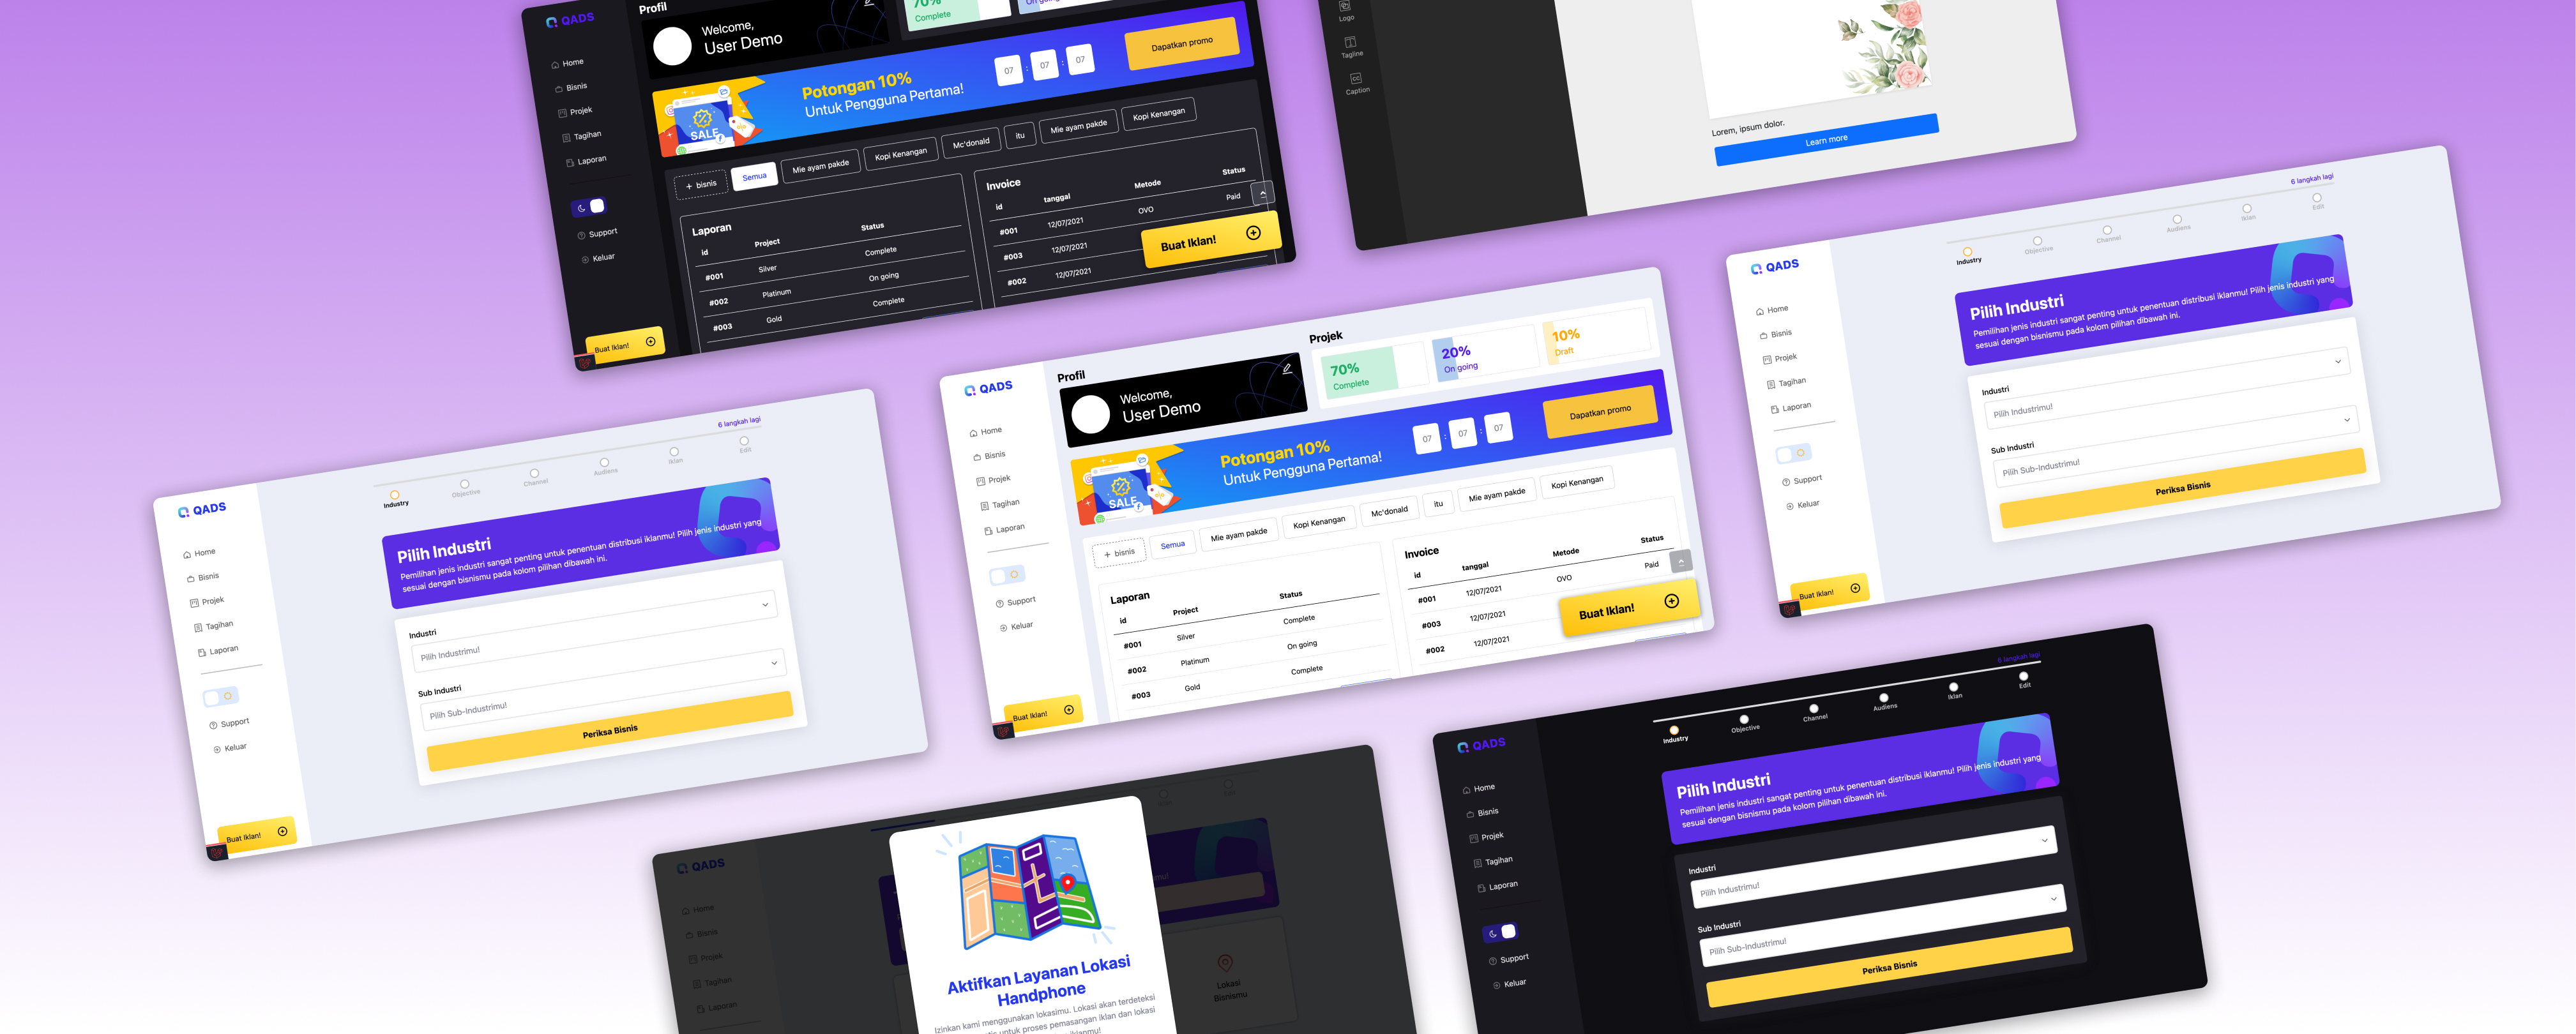 QADS
Home
Bisnis
Projek
Tagihan
Laporan
Support
Keluar
Buat Iklan!
Profil
Welcome,
User Demo
70%
Complete
On going
Potongan 10%
Untuk Pengguna Pertama!
SALE
07 : 07 : 07
Dapatkan promo
+ bisnis
Semua
Mie ayam pakde
Kopi Kenangan
Mc'donald
itu
Mie ayam pakde
Kopi Kenangan
Laporan
id Project Status
#001 Silver Complete
#002 Platinum On going
#003 Gold Complete
Invoice
id tanggal Metode Status
#001 12/07/2021 OVO Paid
#003 12/07/2021
#002 12/07/2021
Buat Iklan!
Logo
Tagline
CC
Caption
Lorem, ipsum dolor.
Learn more
QADS
Home
Bisnis
Projek
Tagihan
Laporan
Support
Keluar
Buat Iklan!
6 langkah lagi
Industry
Objective
Channel
Audiens
Iklan
Edit
Pilih Industri
Pemilihan jenis industri sangat penting untuk penentuan distribusi iklanmu! Pilih jenis industri yang
sesuai dengan bisnismu pada kolom pilihan dibawah ini.
Industri
Pilih Industrimu!
Sub Industri
Pilih Sub-Industrimu!
Periksa Bisnis
QADS
Home
Bisnis
Projek
Tagihan
Laporan
Support
Keluar
Buat Iklan!
Profil
Welcome,
User Demo
Projek
70%
Complete
20%
On going
10%
Draft
Potongan 10%
Untuk Pengguna Pertama!
SALE
07 : 07 : 07
Dapatkan promo
+ bisnis
Semua
Mie ayam pakde
Kopi Kenangan
Mc'donald
itu
Mie ayam pakde
Kopi Kenangan
Laporan
id Project Status
#001 Silver Complete
#002 Platinum On going
#003 Gold Complete
Invoice
id tanggal Metode Status
#001 12/07/2021 OVO Paid
#003 12/07/2021
#002 12/07/2021
Buat Iklan!
QADS
Home
Bisnis
Projek
Tagihan
Laporan
Support
Keluar
Buat Iklan!
6 langkah lagi
Industry
Objective
Channel
Audiens
Iklan
Edit
Pilih Industri
Pemilihan jenis industri sangat penting untuk penentuan distribusi iklanmu! Pilih jenis industri yang
sesuai dengan bisnismu pada kolom pilihan dibawah ini.
Industri
Pilih Industrimu!
Sub Industri
Pilih Sub-Industrimu!
Periksa Bisnis
QADS
Home
Bisnis
Projek
Tagihan
Laporan
Aktifkan Layanan Lokasi
Handphone
Izinkan kami menggunakan lokasimu. Lokasi akan terdeteksi
untuk proses pemasangan iklan dan lokasi
iklanmu!
Lokasi
Bisnismu
QADS
Home
Bisnis
Projek
Tagihan
Laporan
Support
Keluar
6 langkah lagi
Industry
Objective
Channel
Audiens
Iklan
Edit
Pilih Industri
Pemilihan jenis industri sangat penting untuk penentuan distribusi iklanmu! Pilih jenis industri yang
sesuai dengan bisnismu pada kolom pilihan dibawah ini.
Industri
Pilih Industrimu!
Sub Industri
Pilih Sub-Industrimu!
Periksa Bisnis